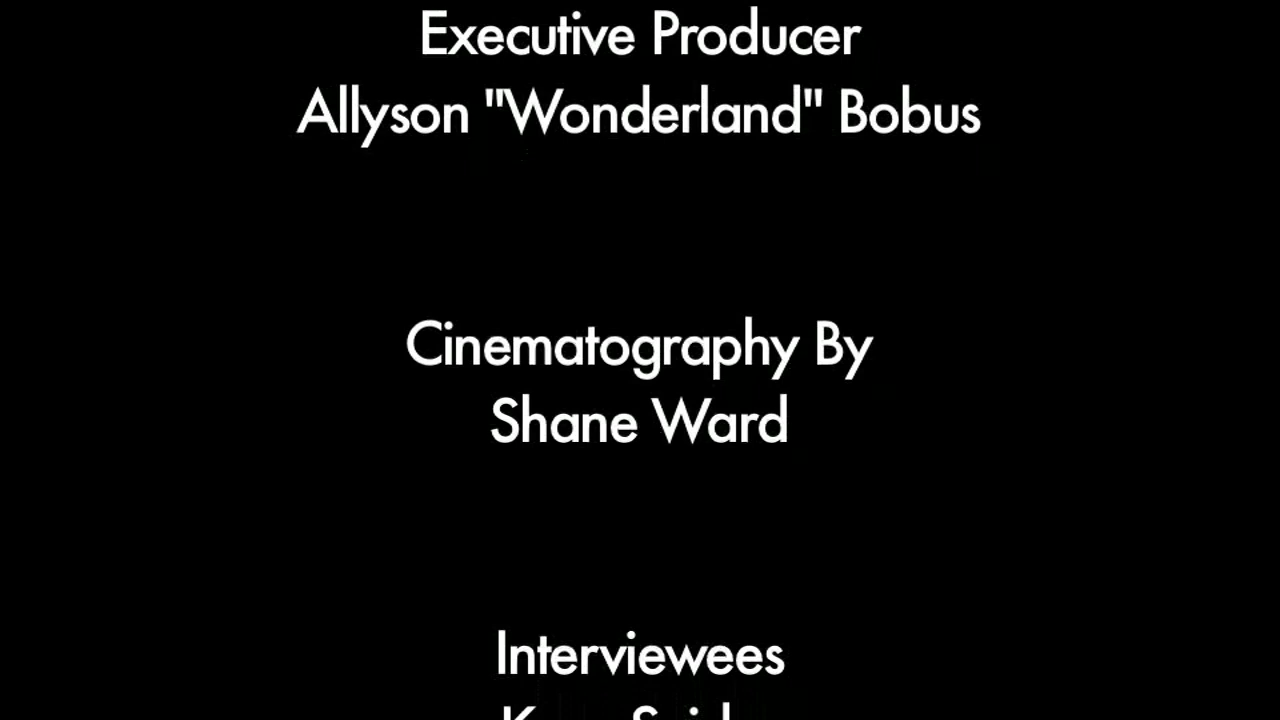 Executive Producer
Allyson "Wonderland" Bobus
Cinematography By
Shane Ward
Interviewees